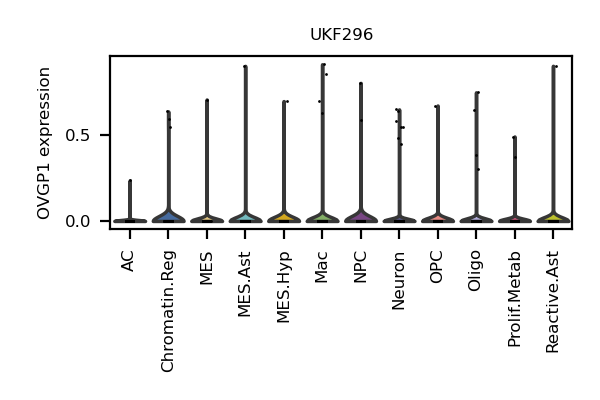 UKF296
OVGP1 expression
0.5
0.0
AC
Chromatin.Reg
MES
MES.Ast
MES.Hyp
Mac
NPC
Neuron
OPC
Oligo
Prolif.Metab
Reactive.Ast